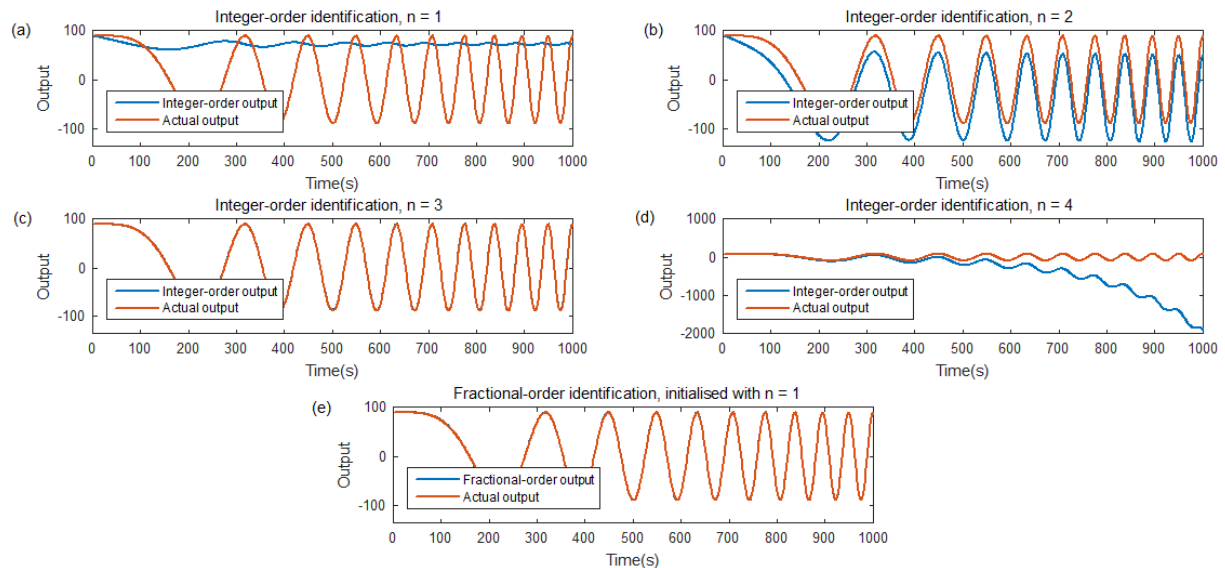 (a)
Integer-order identification, n = 1
Output
100
0
-100
Integer-order output
Actual output
0 100 200 300 400 500 600 700 800 900 1000
Time(s)
(b)
Integer-order identification, n = 2
Output
100
0
-100
Integer-order output
Actual output
0 100 200 300 400 500 600 700 800 900 1000
Time(s)
(c)
Integer-order identification, n = 3
Output
100
0
-100
Integer-order output
Actual output
0 100 200 300 400 500 600 700 800 900 1000
Time(s)
(d)
Integer-order identification, n = 4
Output
1000
0
-1000
-2000
Integer-order output
Actual output
0 100 200 300 400 500 600 700 800 900 1000
Time(s)
(e)
Fractional-order identification, initialised with n = 1
Output
100
0
-100
Fractional-order output
Actual output
0 100 200 300 400 500 600 700 800 900 1000
Time(s)